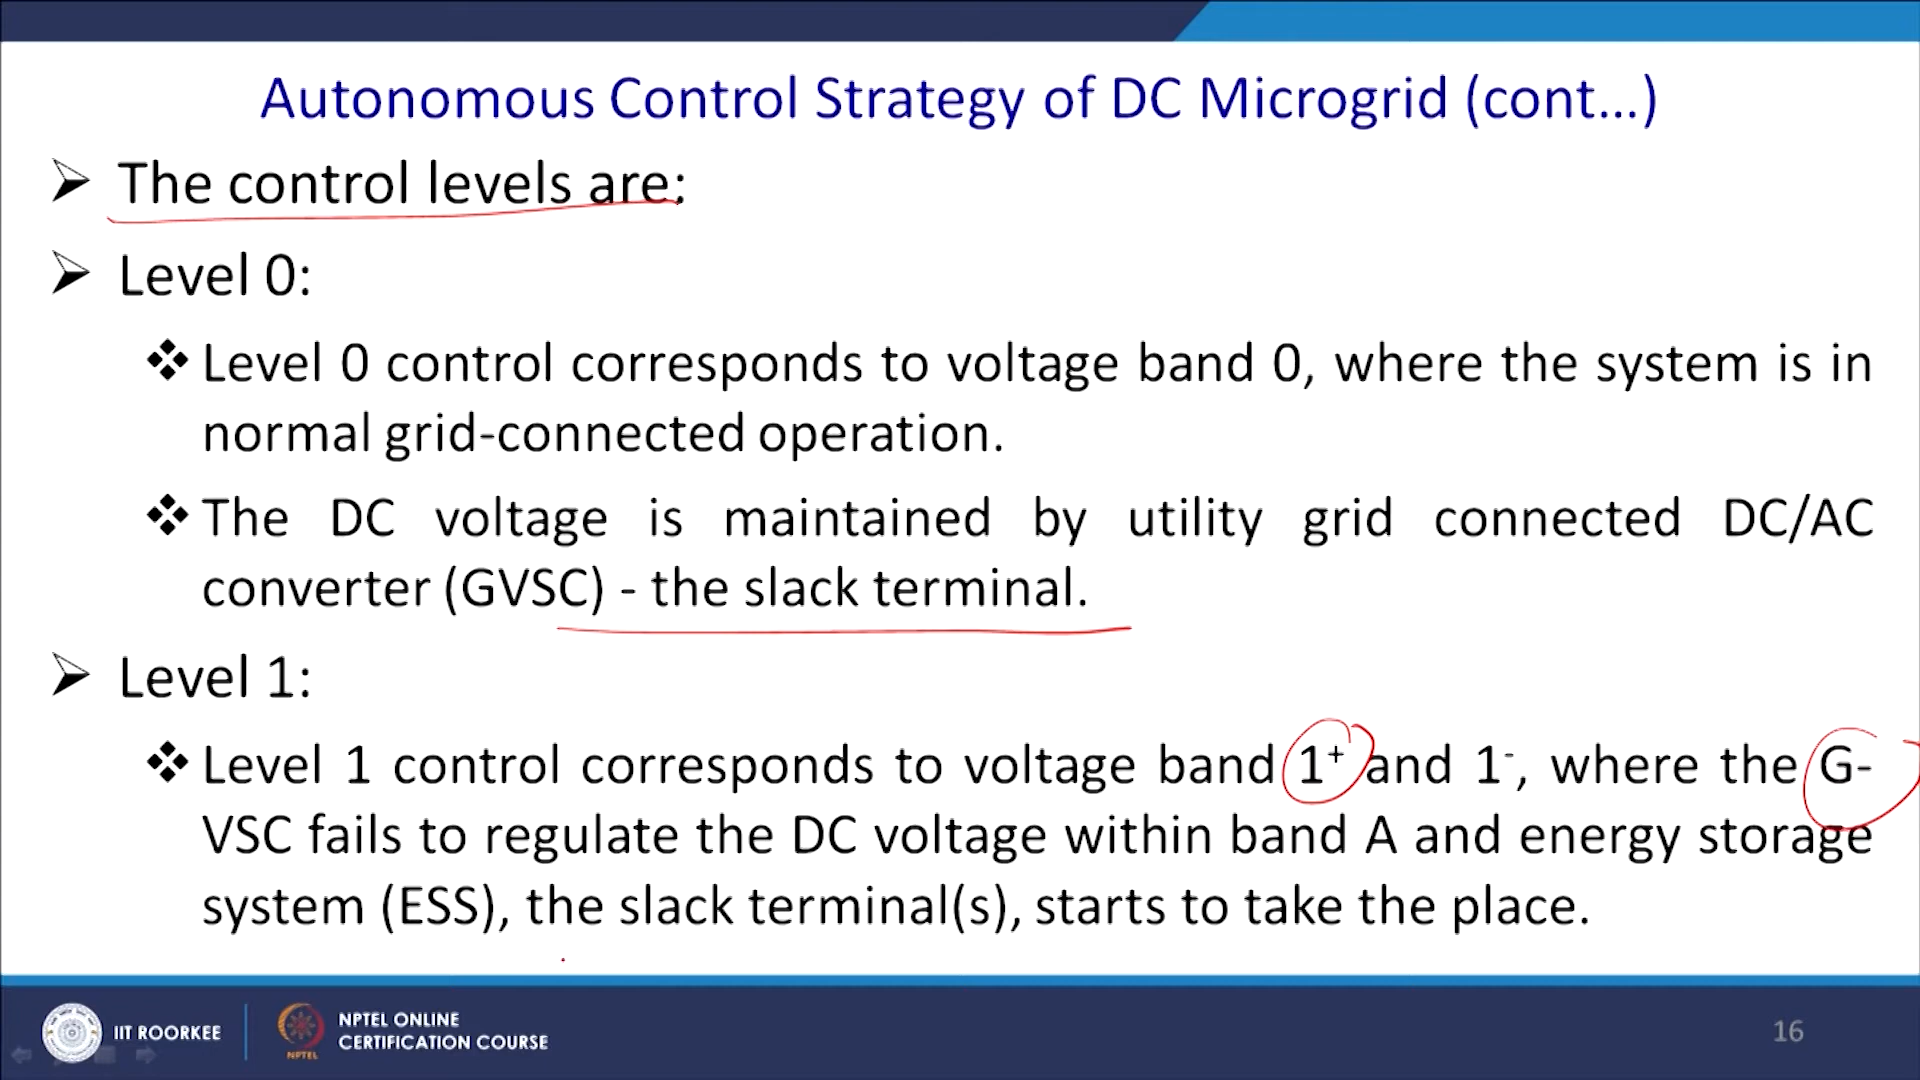 Autonomous Control Strategy of DC Microgrid (cont...)
The control levels are:
Level 0:
Level 0 control corresponds to voltage band 0, where the system is in
normal grid-connected operation.
The DC voltage is maintained by utility grid connected DC/AC
converter (GVSC) - the slack terminal.
Level 1:
Level 1 control corresponds to voltage band 1⁺ and 1⁻, where the G-
VSC fails to regulate the DC voltage within band A and energy storage
system (ESS), the slack terminal(s), starts to take the place.
IIT ROORKEE
NPTEL
NPTEL ONLINE
CERTIFICATION COURSE
16